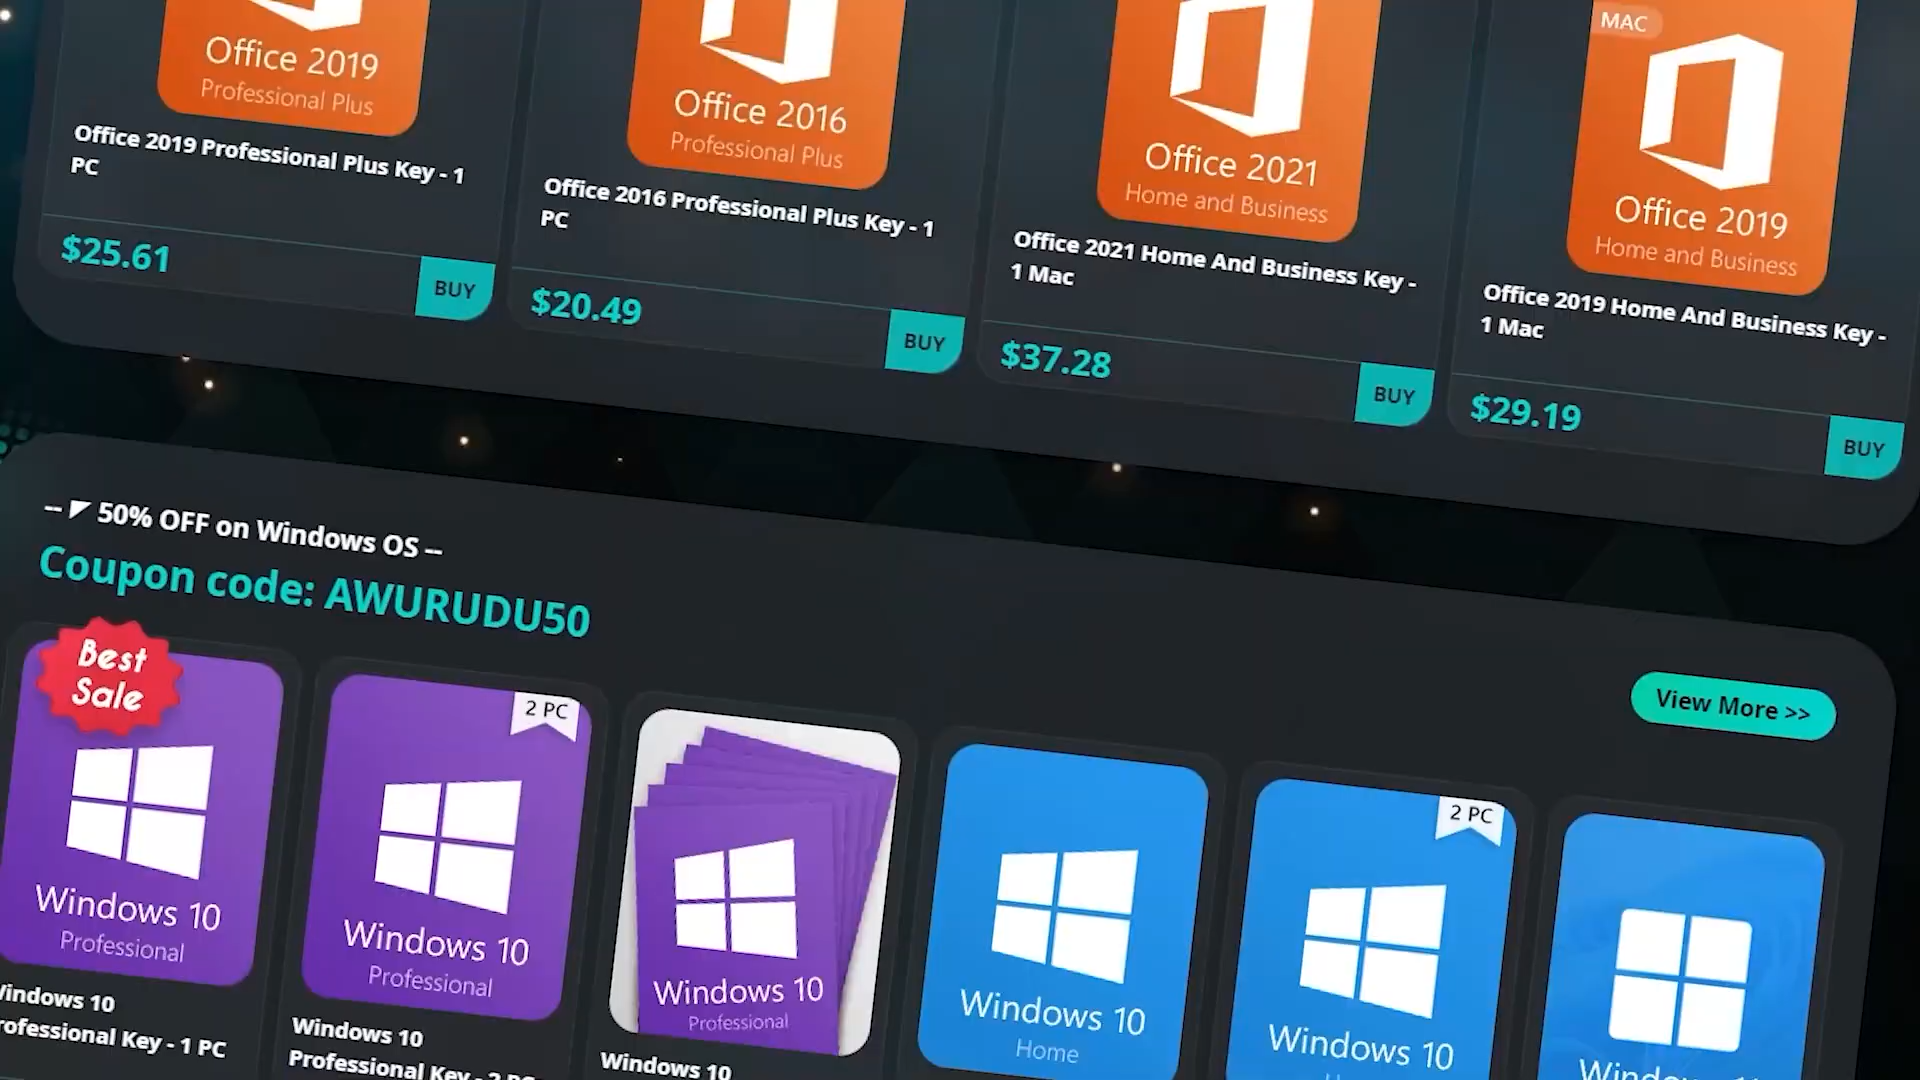 Office 2019
Professional Plus
Office 2019 Professional Plus Key - 1
PC
$25.61
BUY
Office 2016
Professional Plus
Office 2016 Professional Plus Key - 1
PC
$20.49
BUY
Office 2021
Home and Business
Office 2021 Home And Business Key -
1 Mac
$37.28
BUY
MAC
Office 2019
Home and Business
Office 2019 Home And Business Key -
1 Mac
$29.19
BUY
-- ◤ 50% OFF on Windows OS --
Coupon code: AWURUDU50
View More >>
Best
Sale
Windows 10
Professional
Windows 10
Professional Key - 1 PC
2 PC
Windows 10
Professional
Windows 10
Professional Key - 2 PC
Windows 10
Professional
Windows 10
Windows 10
Home
2 PC
Windows 10